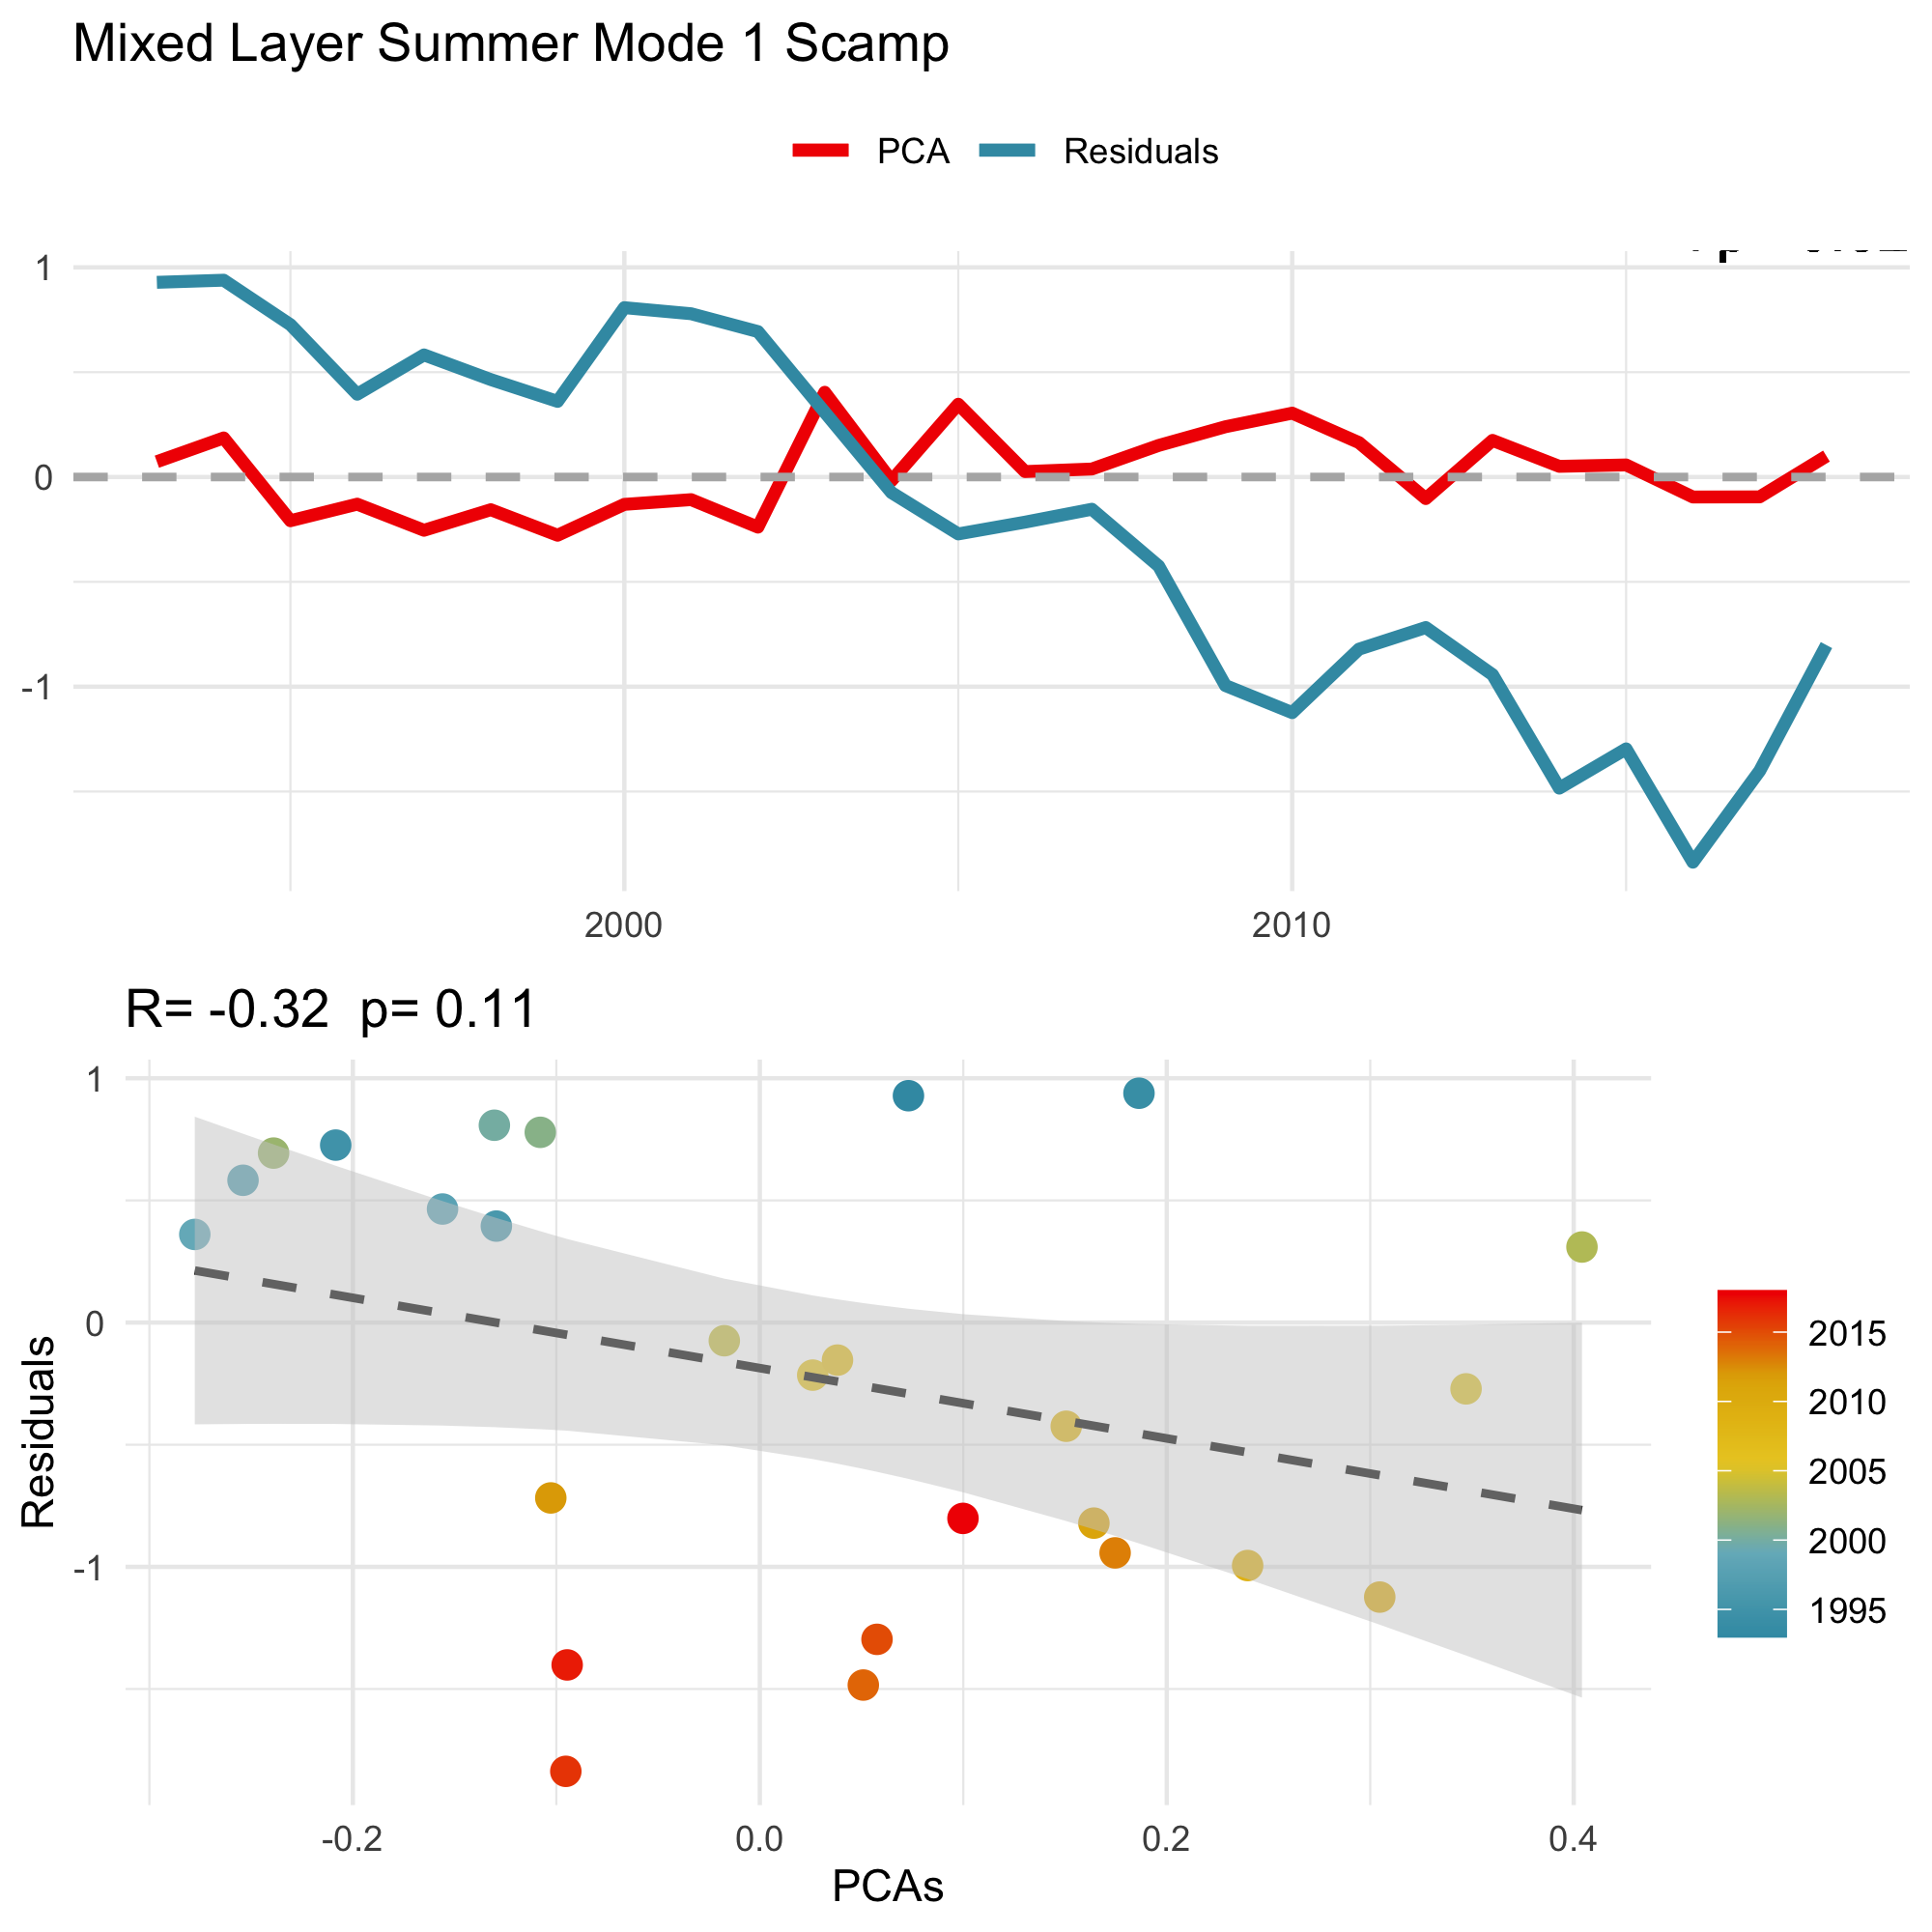 Mixed Layer Summer Mode 1 Scamp
PCA Residuals
1
0
-1
2000 2010
R= -0.32 p= 0.11
1
0
-1
Residuals
-0.2 0.0 0.2 0.4
PCAs
2015
2010
2005
2000
1995